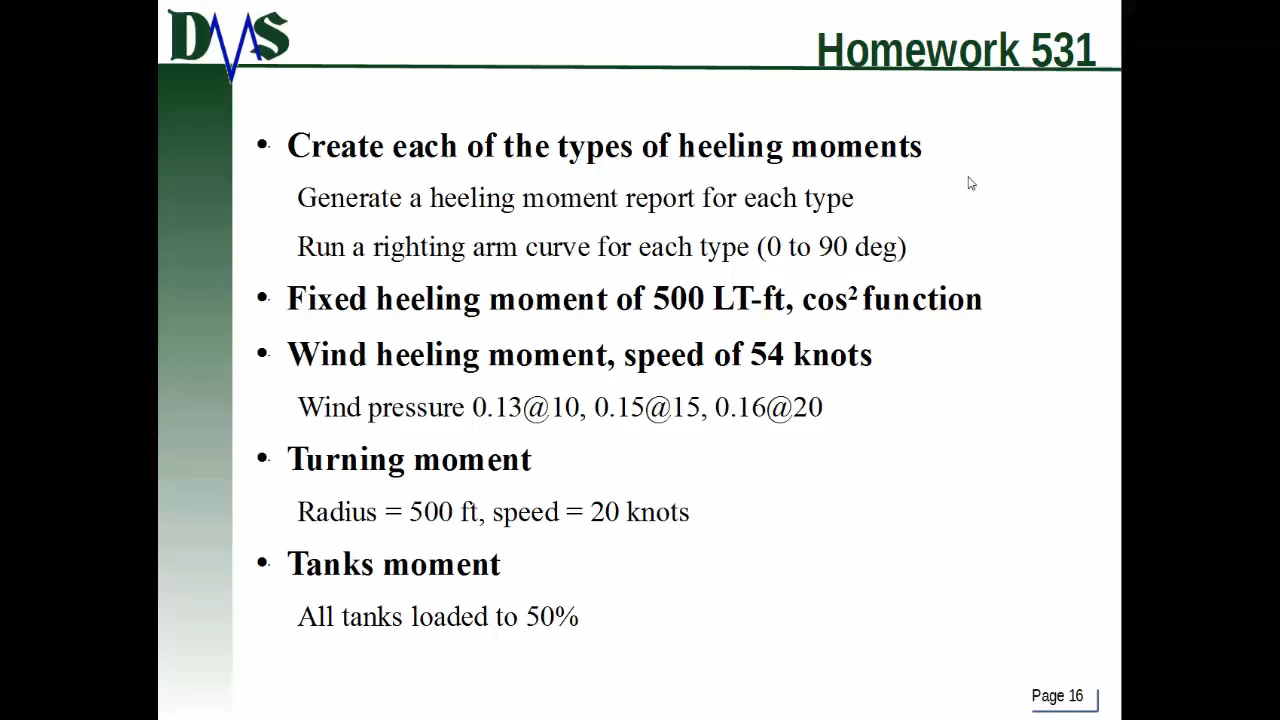 DMS
Homework 531
• Create each of the types of heeling moments
Generate a heeling moment report for each type
Run a righting arm curve for each type (0 to 90 deg)
• Fixed heeling moment of 500 LT-ft, cos² function
• Wind heeling moment, speed of 54 knots
Wind pressure 0.13@10, 0.15@15, 0.16@20
• Turning moment
Radius = 500 ft, speed = 20 knots
• Tanks moment
All tanks loaded to 50%
Page 16